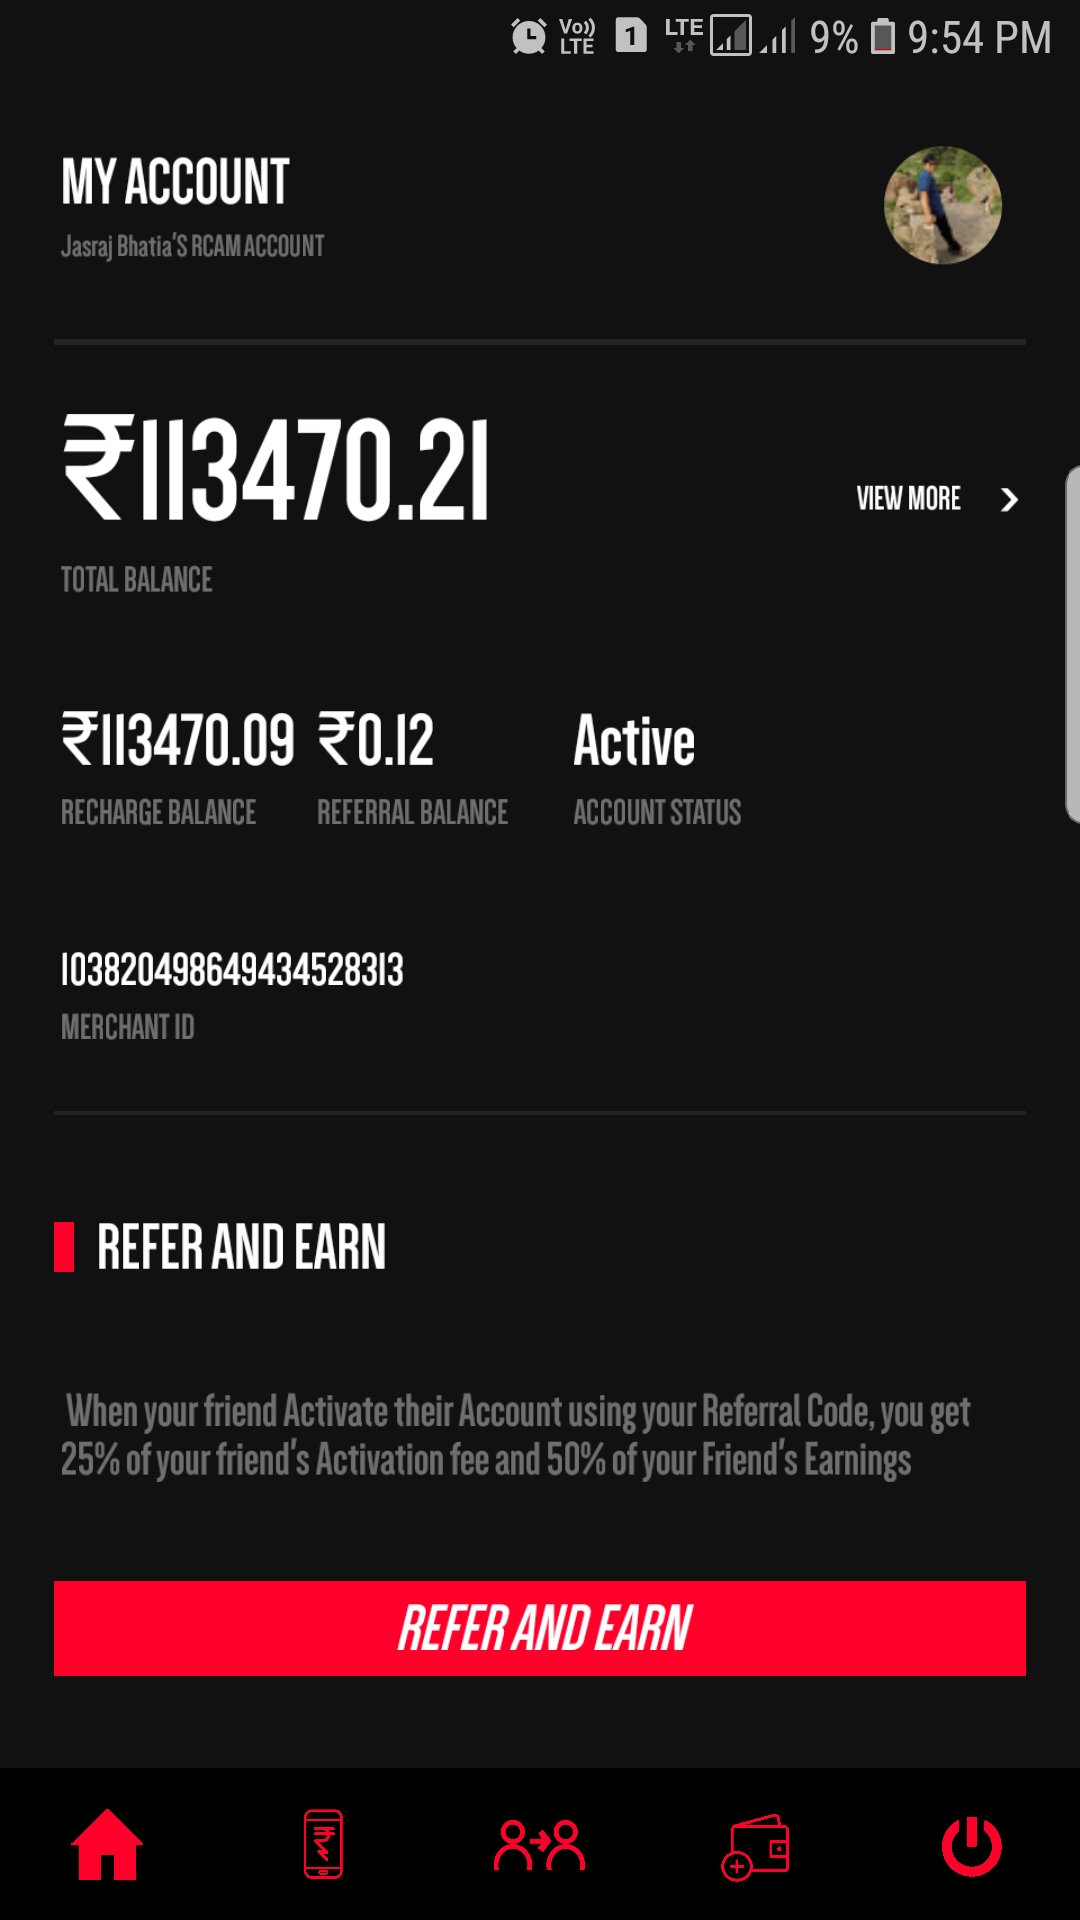 Vo)) LTE 1 LTE 9% 9:54 PM
MY ACCOUNT
Jasraj Bhatia'S RCAM ACCOUNT
₹113470.21
VIEW MORE >
TOTAL BALANCE
₹113470.09 ₹0.12 Active
RECHARGE BALANCE REFERRAL BALANCE ACCOUNT STATUS
103820498649434528313
MERCHANT ID
REFER AND EARN
When your friend Activate their Account using your Referral Code, you get
25% of your friend's Activation fee and 50% of your Friend's Earnings
REFER AND EARN